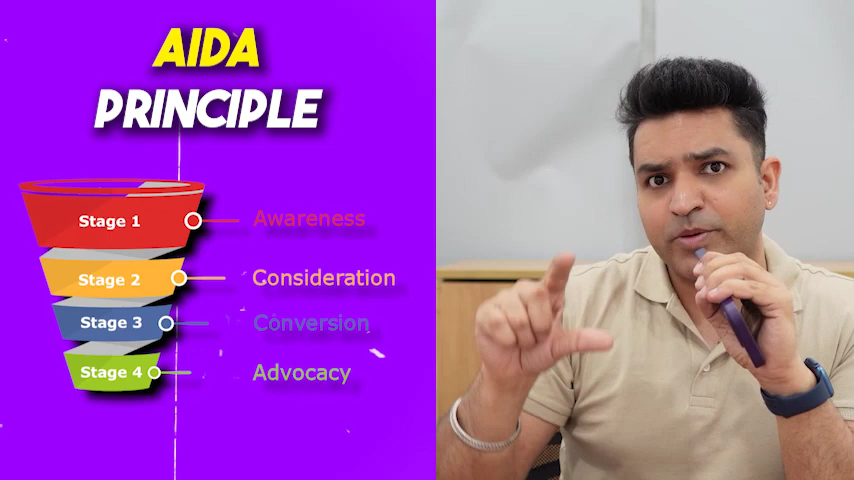 AIDA
PRINCIPLE
Stage 1 Awareness
Stage 2 Consideration
Stage 3 Conversion
Stage 4 Advocacy